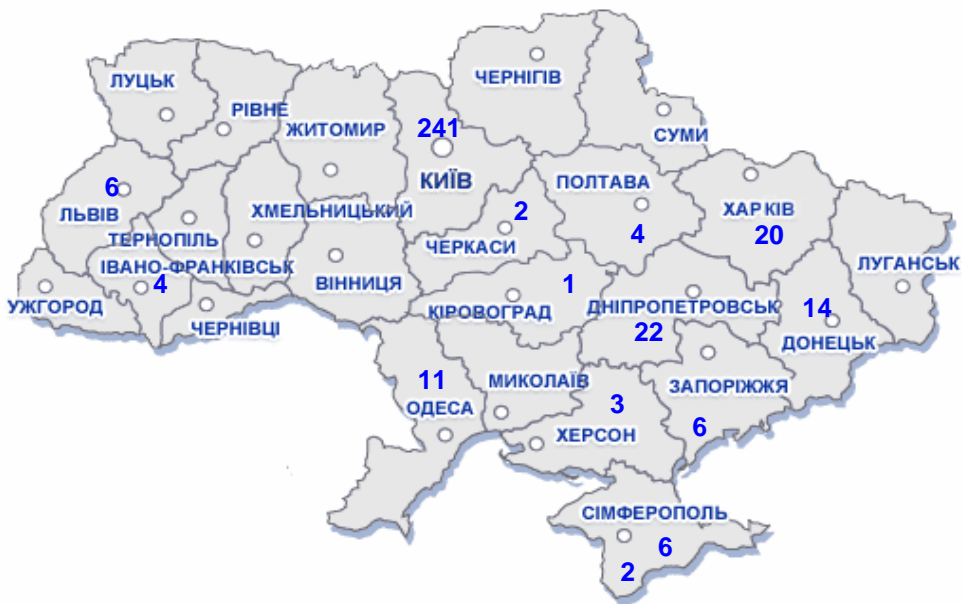 ЧЕРНІГІВ
ЛУЦЬК
РІВНЕ
ЖИТОМИР
241
СУМИ
КИЇВ
ПОЛТАВА
6
ЛЬВІВ
ХМЕЛЬНИЦЬКИЙ
2
ХАРКІВ
ТЕРНОПІЛЬ
ЧЕРКАСИ
4
20
ІВАНО-ФРАНКІВСЬК
ЛУГАНСЬК
4
ВІННИЦЯ
1
УЖГОРОД
КІРОВОГРАД
ДНІПРОПЕТРОВСЬК
14
ЧЕРНІВЦІ
22
ДОНЕЦЬК
11
МИКОЛАЇВ
ЗАПОРІЖЖЯ
ОДЕСА
3
6
ХЕРСОН
СІМФЕРОПОЛЬ
6
2